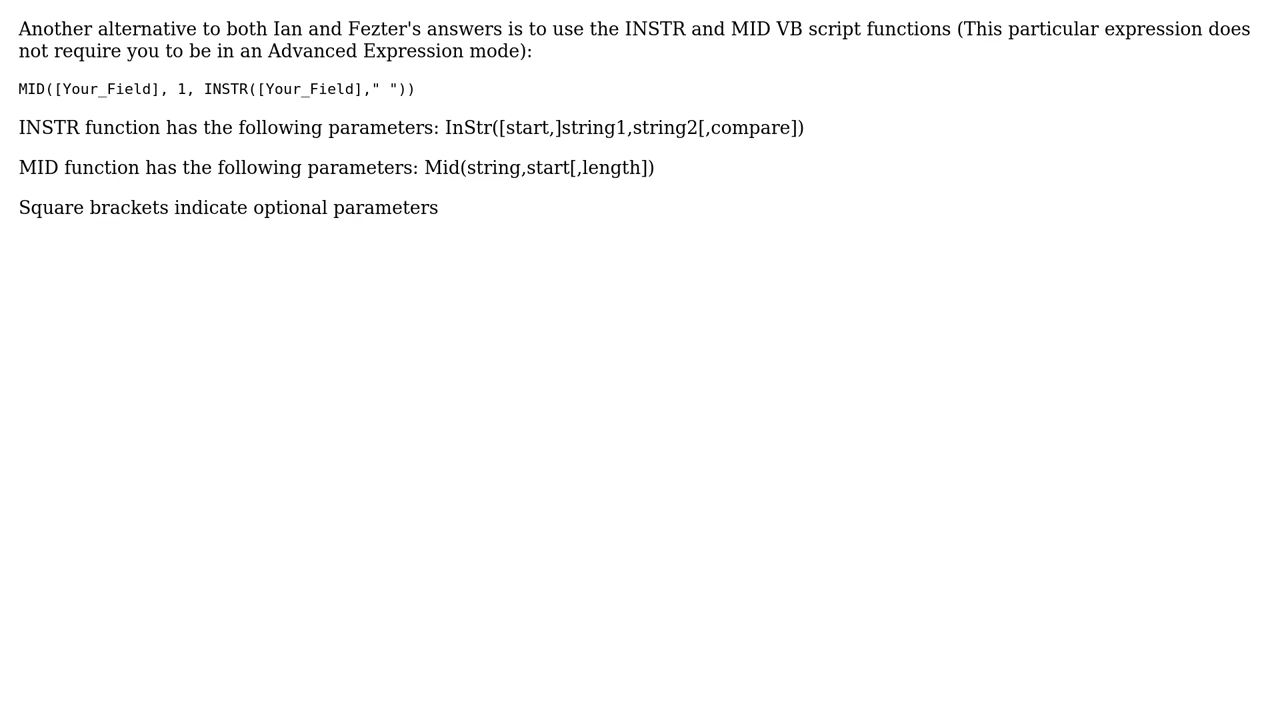 Another alternative to both Ian and Fezter's answers is to use the INSTR and MID VB script functions (This particular expression does
not require you to be in an Advanced Expression mode):
MID([Your_Field], 1, INSTR([Your_Field]," "))
INSTR function has the following parameters: InStr([start,]string1,string2[,compare])
MID function has the following parameters: Mid(string,start[,length])
Square brackets indicate optional parameters